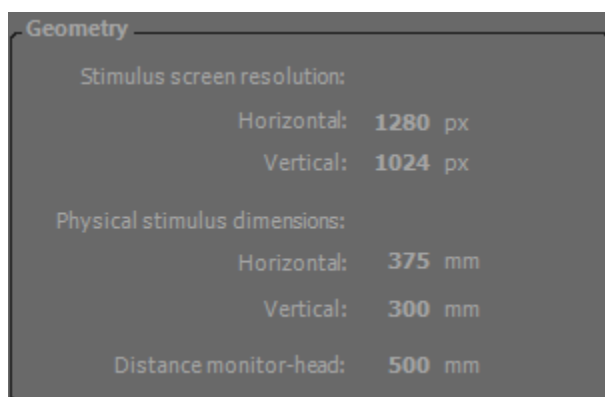 Geometry
Stimulus screen resolution:
Horizontal: 1280 px
Vertical: 1024 px
Physical stimulus dimensions:
Horizontal: 375 mm
Vertical: 300 mm
Distance monitor-head: 500 mm